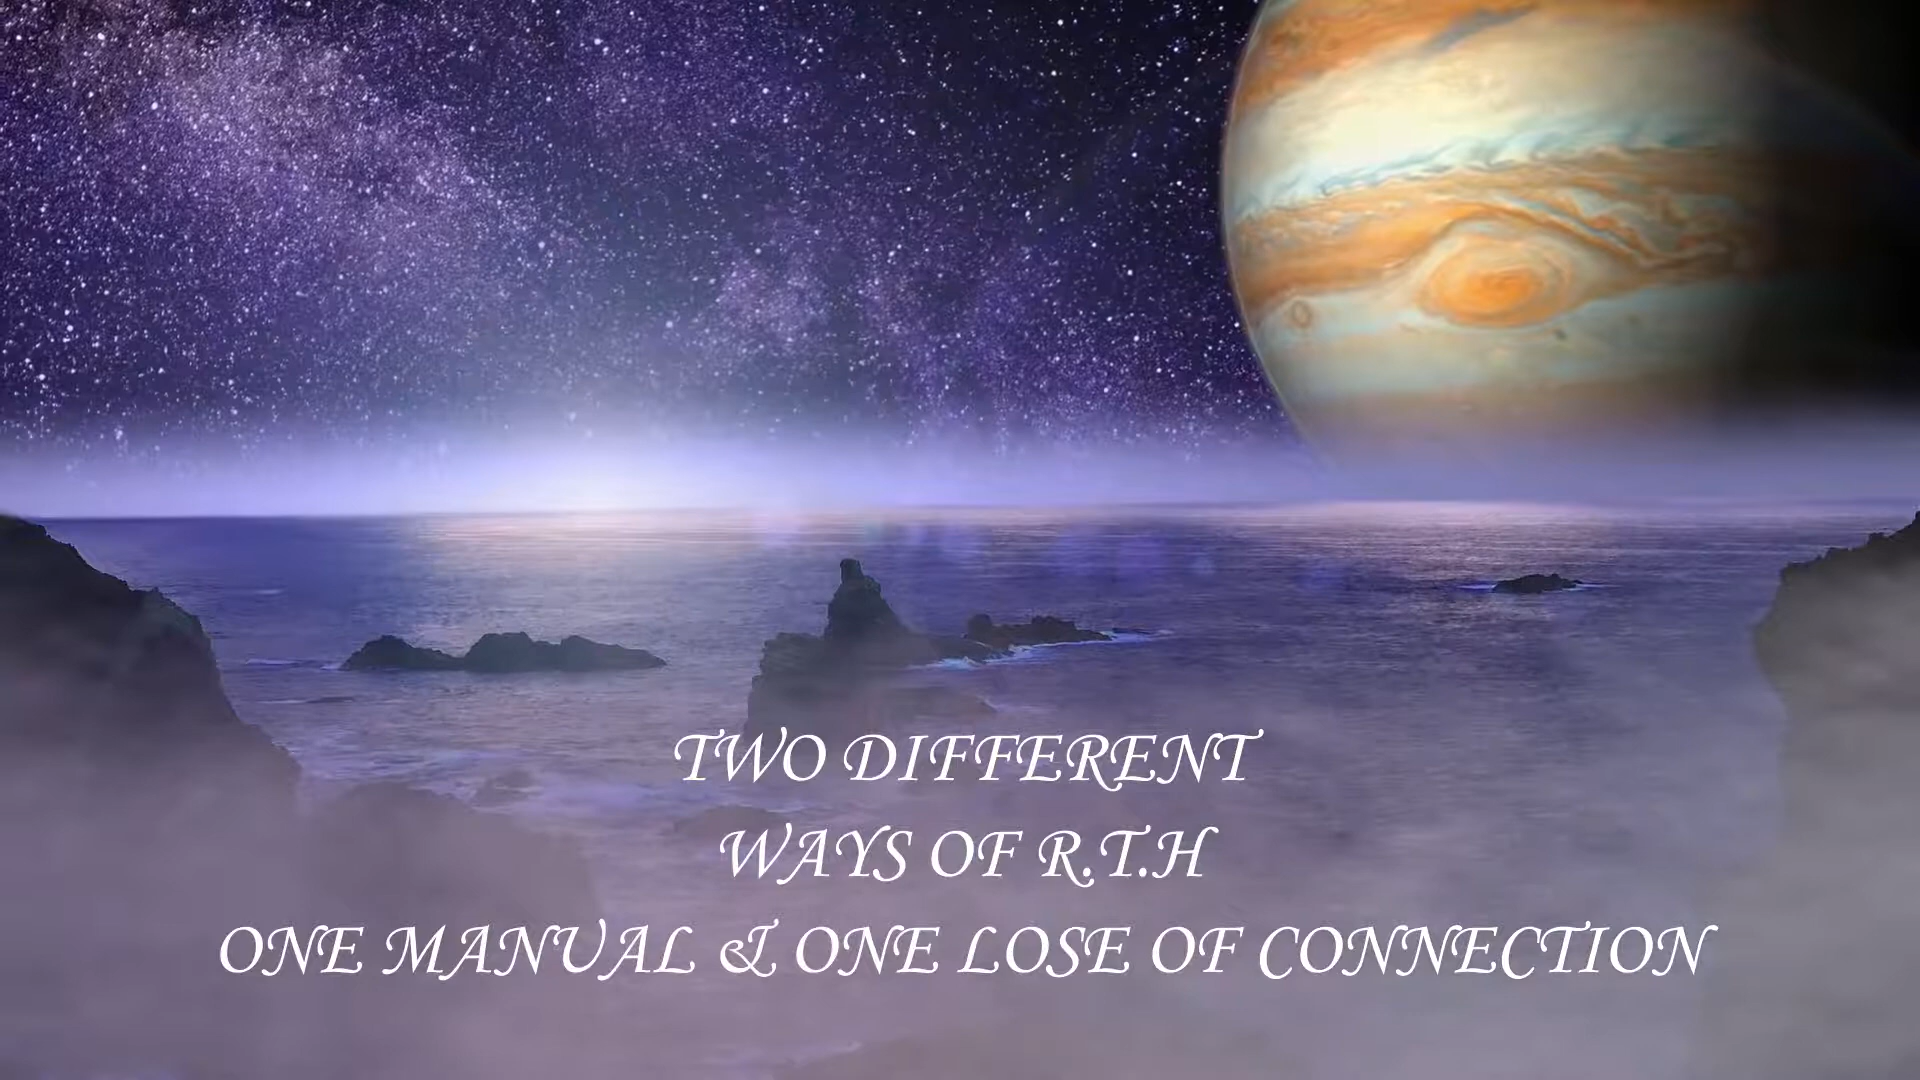 TWO DIFFERENT
WAYS OF R.T.H
ONE MANUAL & ONE LOSE OF CONNECTION